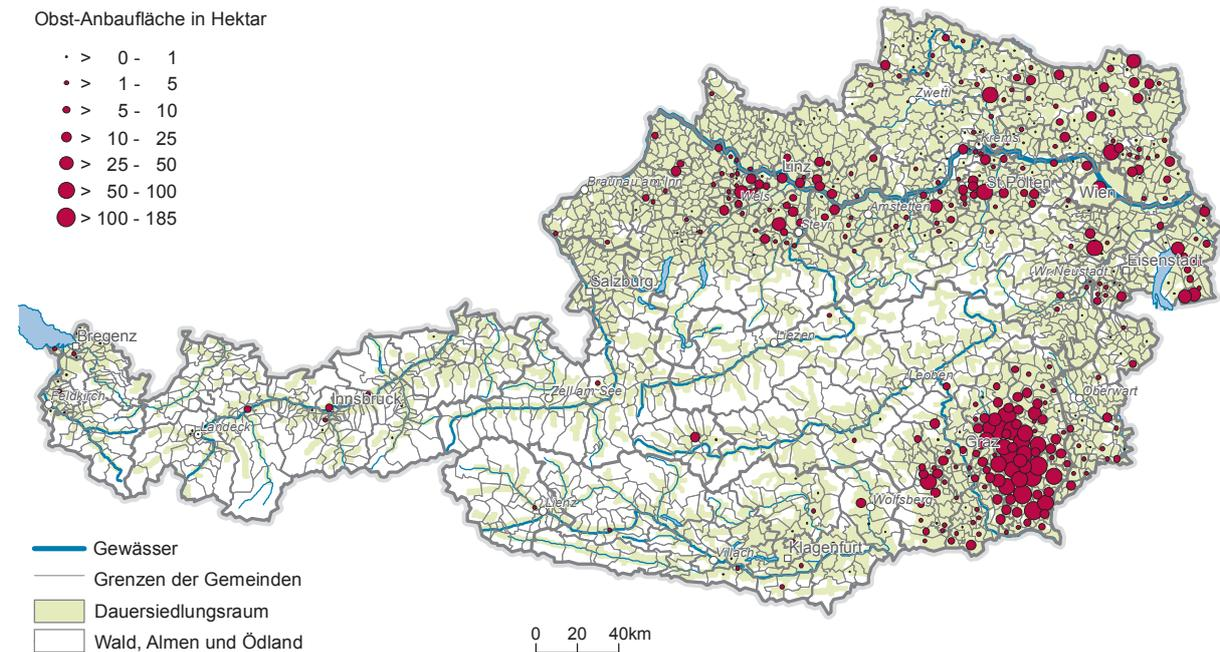 Obst-Anbaufläche in Hektar
> 0 - 1
> 1 - 5
> 5 - 10
> 10 - 25
> 25 - 50
> 50 - 100
> 100 - 185
Zwettl
Krems
Linz
Braunau am Inn
Wels
St.Pölten
Wien
Amstetten
Steyr
Eisenstadt
Wr.Neustadt
Salzburg
Bregenz
Liezen
Leoben
Oberwart
Feldkirch
Innsbruck
Zell am See
Landeck
Graz
Wolfsberg
Lienz
Villach
Klagenfurt
Gewässer
Grenzen der Gemeinden
Dauersiedlungsraum
Wald, Almen und Ödland
0 20 40km